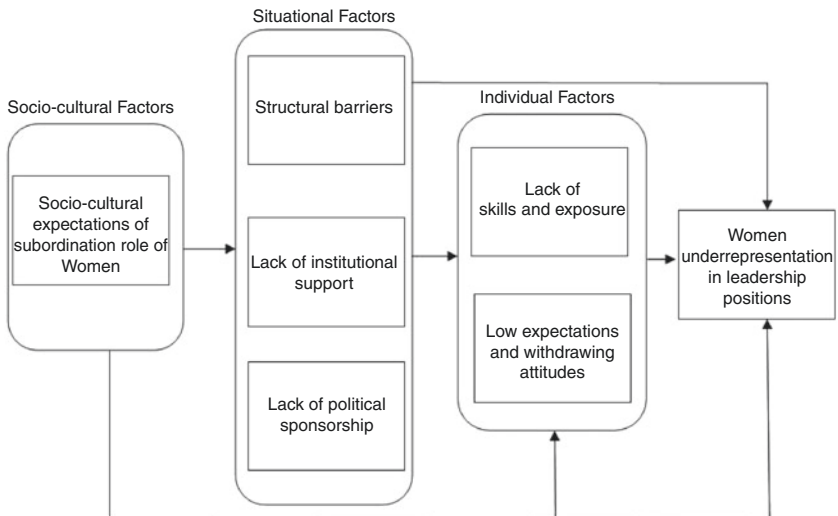 Situational Factors
Structural barriers
Lack of institutional
support
Lack of political
sponsorship
Socio-cultural Factors
Socio-cultural
expectations of
subordination role of
Women
Individual Factors
Lack of
skills and exposure
Low expectations
and withdrawing
attitudes
Women
underrepresentation
in leadership
positions